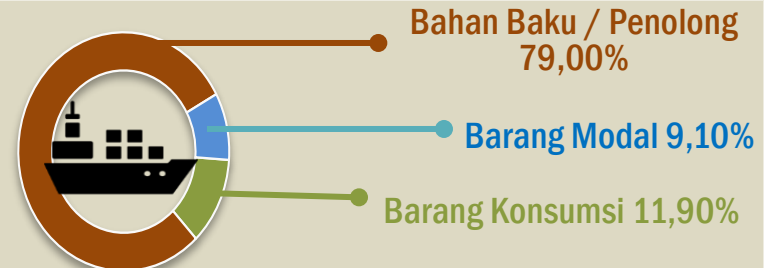 Bahan Baku / Penolong
79,00%
Barang Modal 9,10%
Barang Konsumsi 11,90%